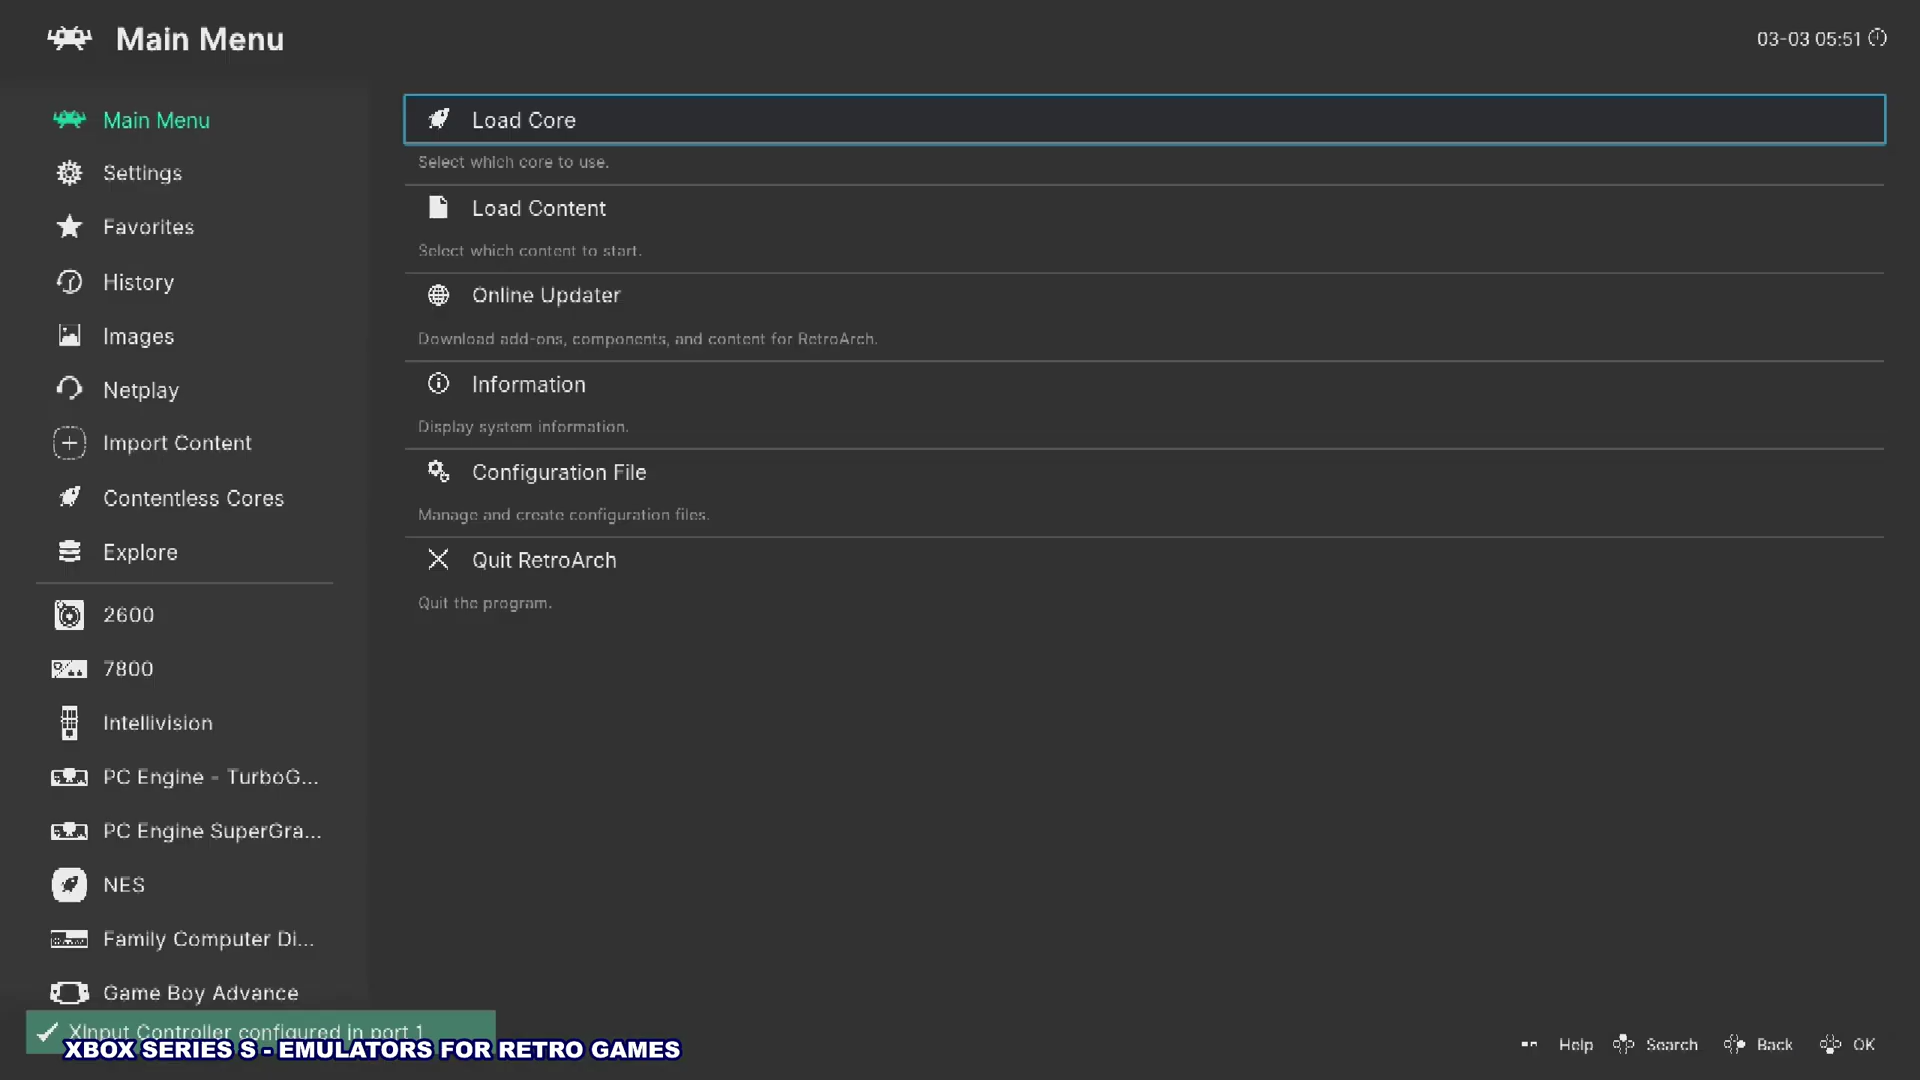 Main Menu
03-03 05:51
Main Menu
Settings
Favorites
History
Images
Netplay
Import Content
Contentless Cores
Explore
2600
7800
Intellivision
PC Engine - TurboG...
PC Engine SuperGra...
NES
Family Computer Di...
Game Boy Advance
Load Core
Select which core to use.
Load Content
Select which content to start.
Online Updater
Download add-ons, components, and content for RetroArch.
Information
Display system information.
Configuration File
Manage and create configuration files.
Quit RetroArch
Quit the program.
XInput Controller configured in port 1
XBOX SERIES S - EMULATORS FOR RETRO GAMES
Help Search Back OK